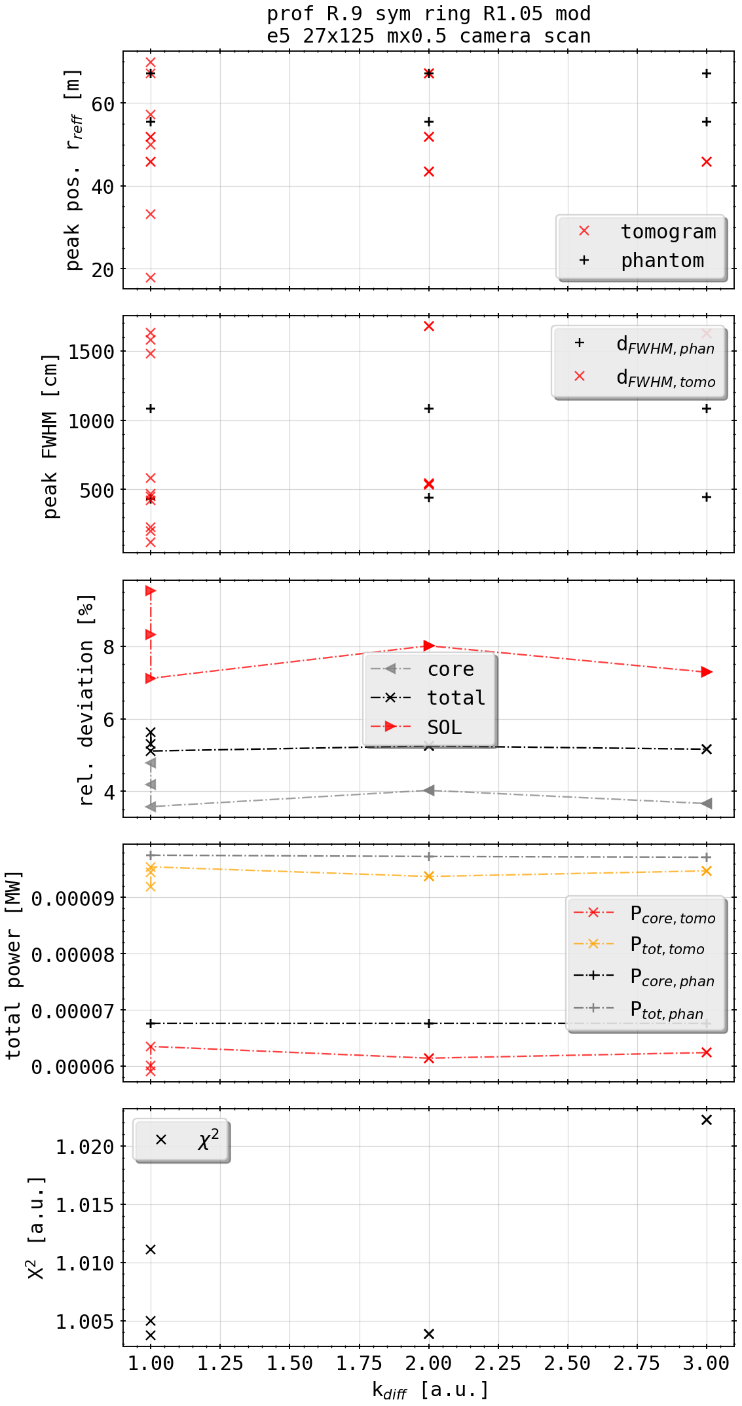 prof R.9 sym ring R1.05 mod
e5 27x125 mx0.5 camera scan
peak pos. r_reff [m]
60
40
20
tomogram
phantom
peak FWHM [cm]
1500
1000
500
d_FWHM,phan
d_FWHM,tomo
rel. deviation [%]
8
6
4
core
total
SOL
total power [MW]
0.00009
0.00008
0.00007
0.00006
P_core,tomo
P_tot,tomo
P_core,phan
P_tot,phan
X² [a.u.]
1.020
1.015
1.010
1.005
χ²
1.00 1.25 1.50 1.75 2.00 2.25 2.50 2.75 3.00
k_diff [a.u.]